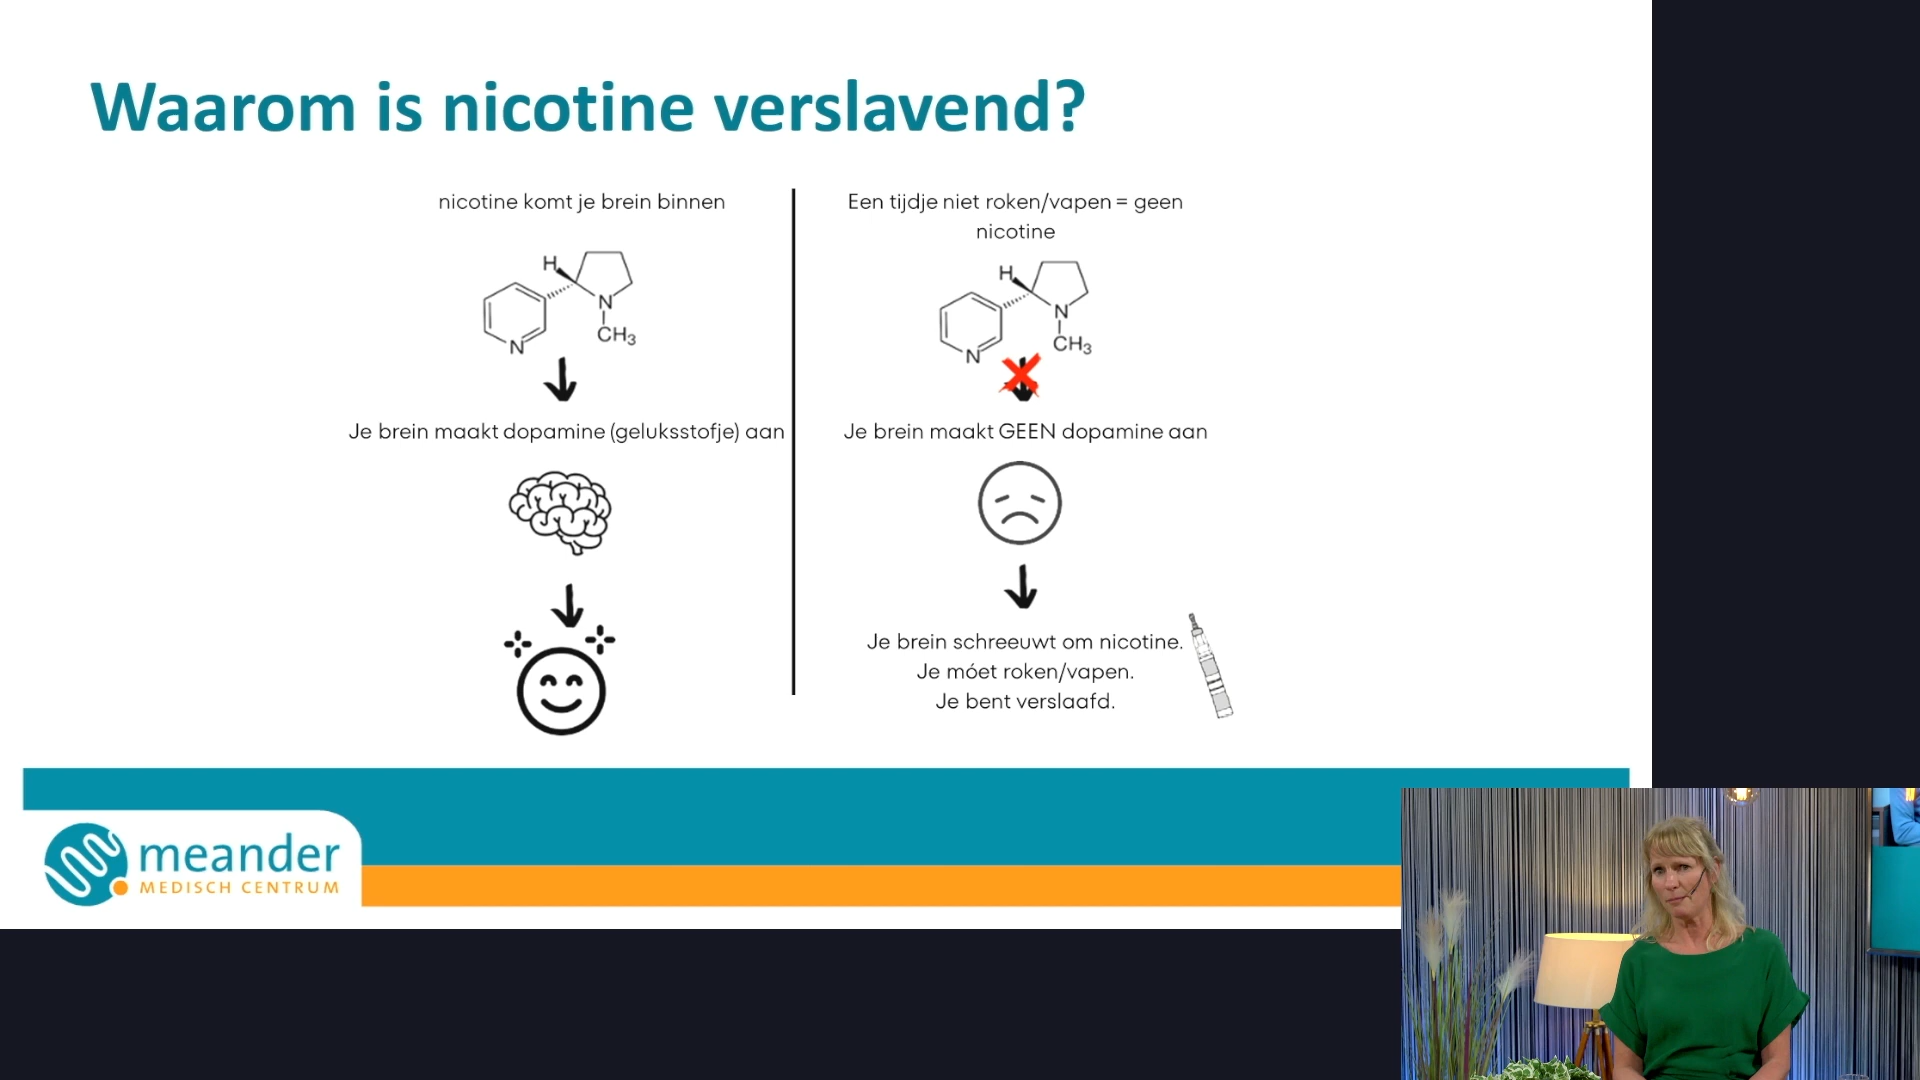 Waarom is nicotine verslavend?
nicotine komt je brein binnen
H
N
CH3
N
Je brein maakt dopamine (geluksstofje) aan
Een tijdje niet roken/vapen = geen
nicotine
H
N
CH3
N
Je brein maakt GEEN dopamine aan
Je brein schreeuwt om nicotine.
Je móet roken/vapen.
Je bent verslaafd.
meander
MEDISCH CENTRUM